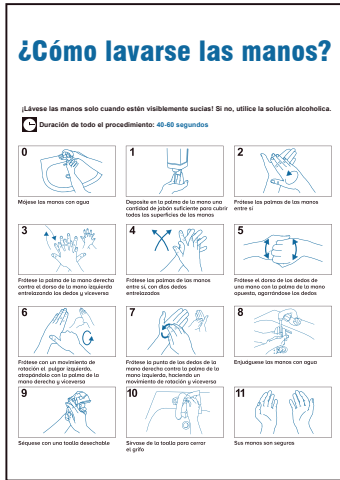 ¿Cómo lavarse las manos?
¡Lávese las manos solo cuando estén visiblemente sucias! Si no, utilice la solución alcoholica.
Duración de todo el procedimiento: 40-60 segundos
0
Mójese las manos con agua
1
Deposite en la palma de la mano una
cantidad de jabón suficiente para cubrir
todas las superficies de las manos
2
Frótese las palmas de las manos
entre si
3
Frótese la palma de la mano derecha
contra el dorso de la mano izquierda
entrelazando los dedos y viceversa
4
Frótese las palmas de las manos
entre si, con dlos dedos
entrelazados
5
Frótese el dorso de los dedos de
una mano con la palma de la mano
opuesta, agarrándose los dedos
6
Frótese con un movimiento de
rotación el pulgar izquierdo,
atrapándolo con la palma de la
mano derecha y viceversa
7
Frótese la punta de los dedos de la
mano derecha contra la palma de la
mano izquierda, haciendo un
movimiento de rotación y viceversa
8
Enjuáguese las manos con agua
9
Séquese con una toalla desechable
10
Sírvase de la toalla para cerrar
el grifo
11
Sus manos son seguras